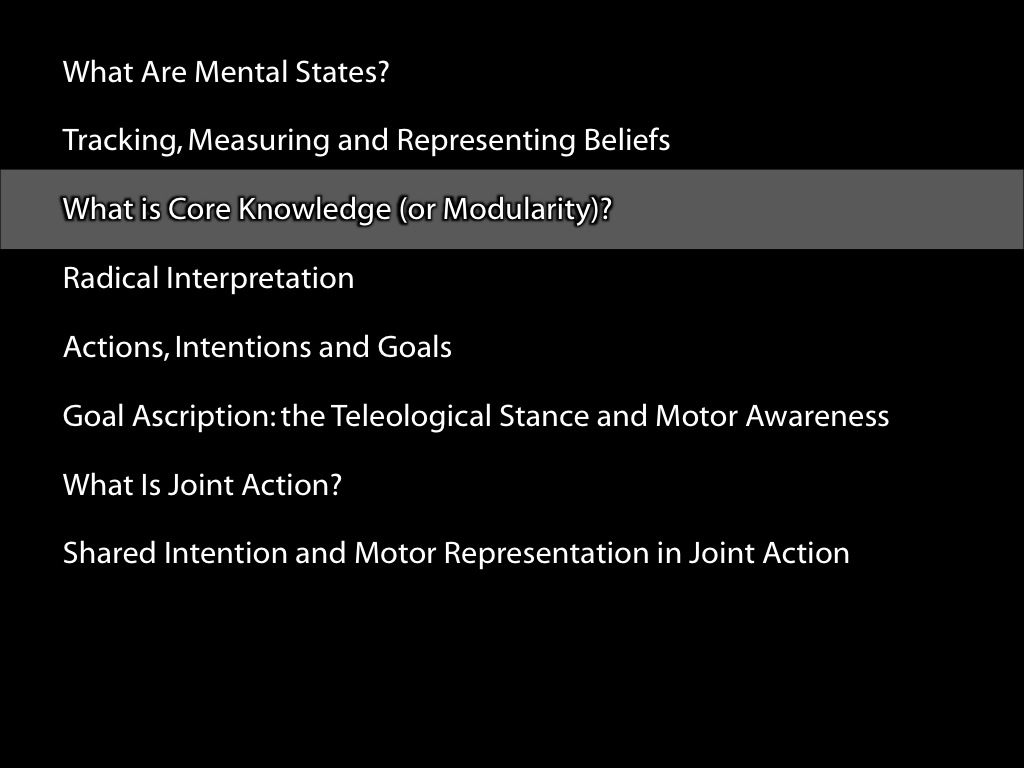 What Are Mental States?
Tracking, Measuring and Representing Beliefs
What is Core Knowledge (or Modularity)?
Radical Interpretation
Actions, Intentions and Goals
Goal Ascription: the Teleological Stance and Motor Awareness
What Is Joint Action?
Shared Intention and Motor Representation in Joint Action